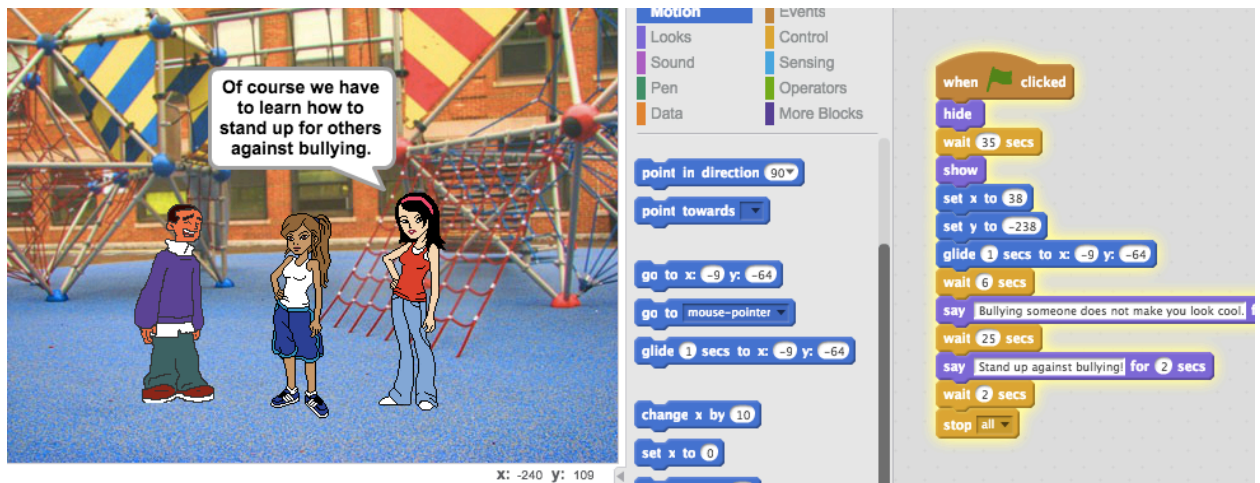 Of course we have
to learn how to
stand up for others
against bullying.
x: -240 y: 109
Motion
Looks
Sound
Pen
Data
Events
Control
Sensing
Operators
More Blocks
point in direction 90
point towards
go to x: -9 y: -64
go to mouse-pointer
glide 1 secs to x: -9 y: -64
change x by 10
set x to 0
when clicked
hide
wait 35 secs
show
set x to 38
set y to -238
glide 1 secs to x: -9 y: -64
wait 6 secs
say Bullying someone does not make you look cool.
wait 25 secs
say Stand up against bullying! for 2 secs
wait 2 secs
stop all